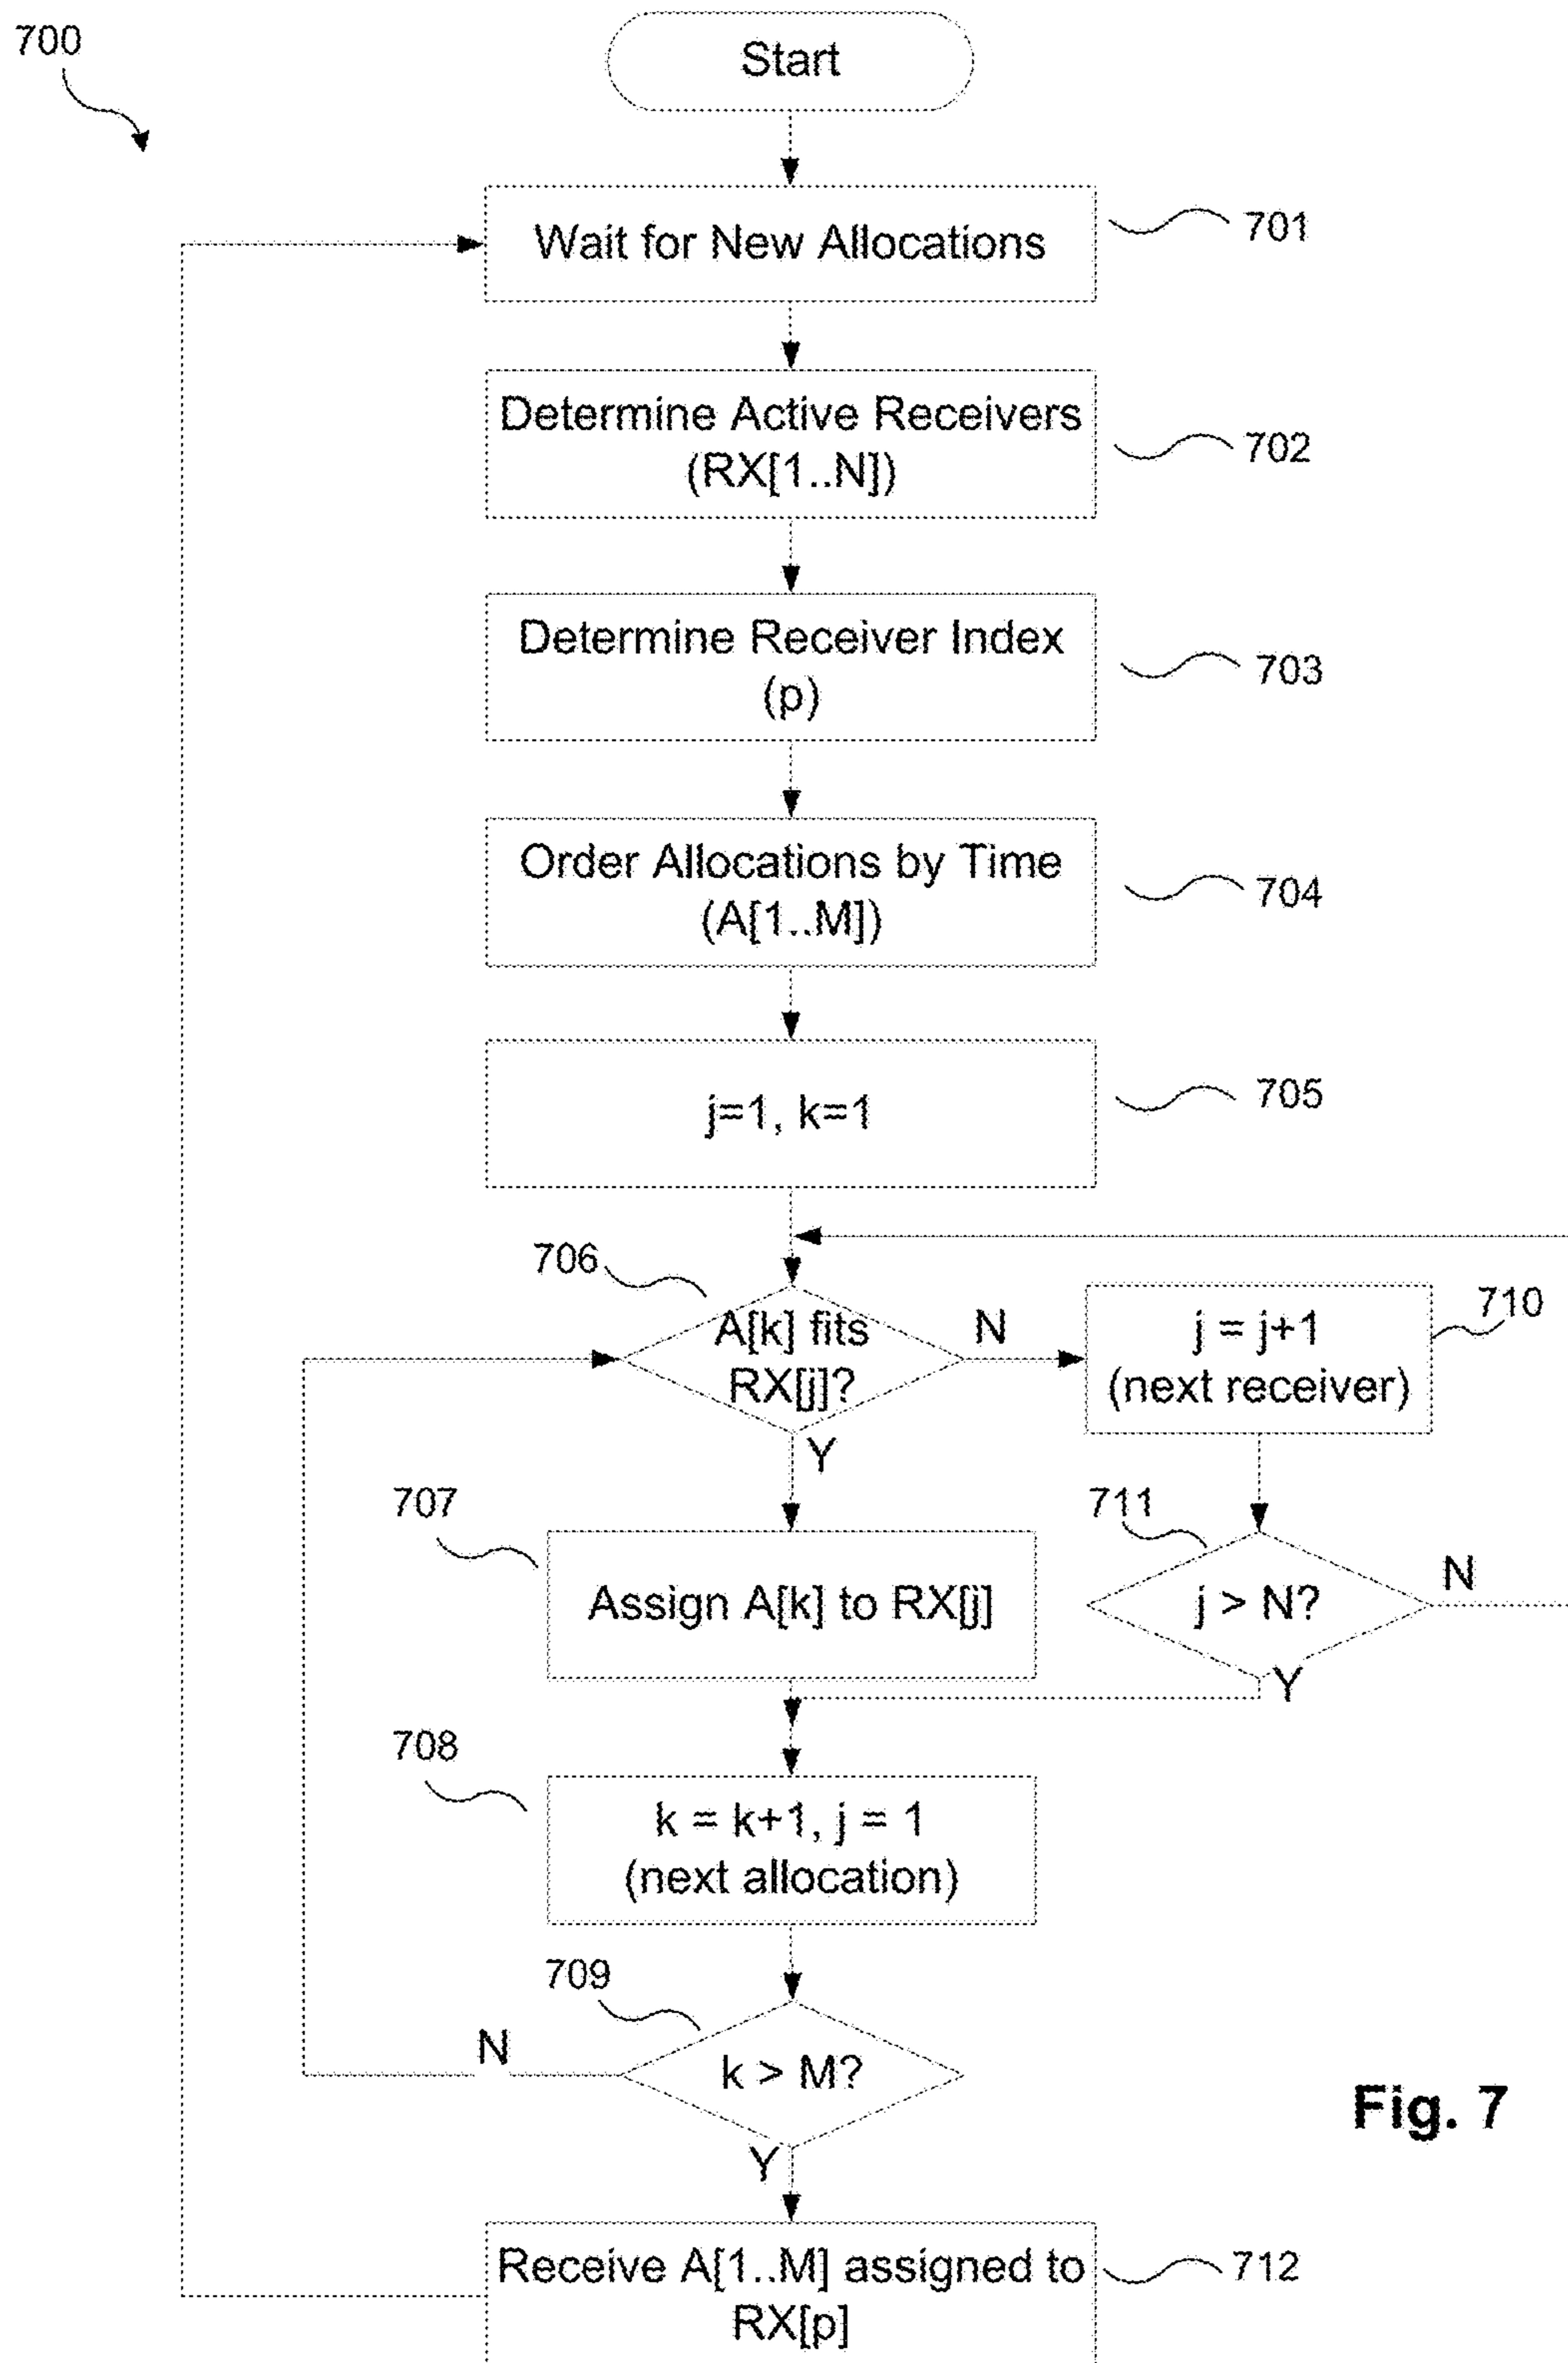 700
Start
Wait for New Allocations
701
Determine Active Receivers
(RX[1..N])
702
Determine Receiver Index
(p)
703
Order Allocations by Time
(A[1..M])
704
j=1, k=1
705
706
A[k] fits
RX[j]?
N
Y
j = j+1
(next receiver)
710
707
Assign A[k] to RX[j]
711
j > N?
N
Y
708
k = k+1, j = 1
(next allocation)
709
k > M?
N
Y
Receive A[1..M] assigned to
RX[p]
712
Fig. 7